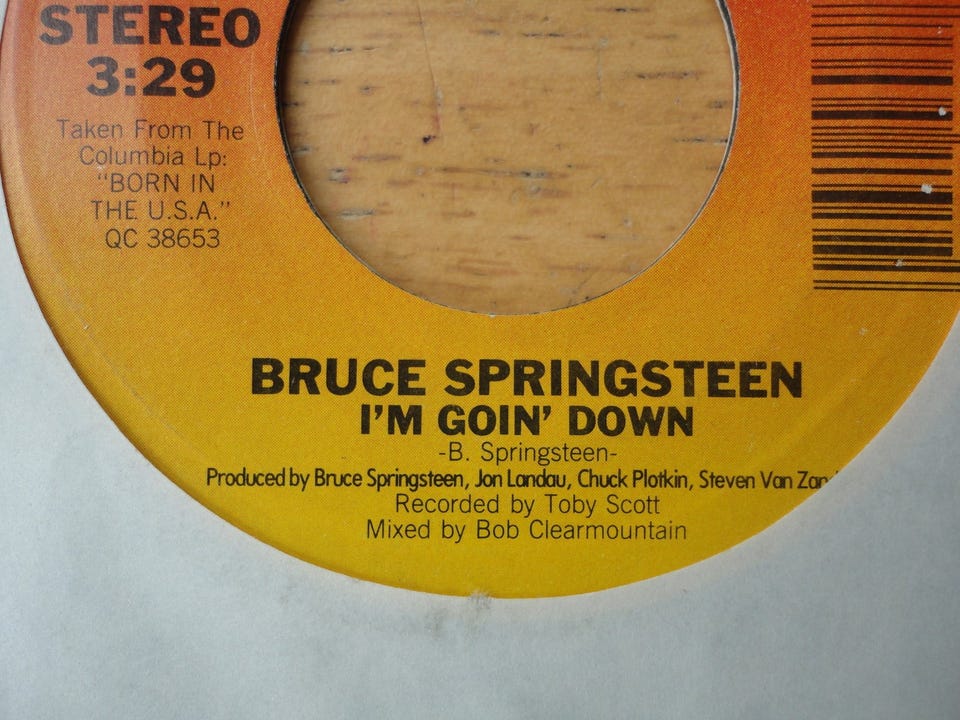 STEREO
3:29
Taken From The
Columbia Lp:
"BORN IN
THE U.S.A."
QC 38653
BRUCE SPRINGSTEEN
I'M GOIN' DOWN
-B. Springsteen-
Produced by Bruce Springsteen, Jon Landau, Chuck Plotkin, Steven Van
Recorded by Toby Scott
Mixed by Bob Clearmountain